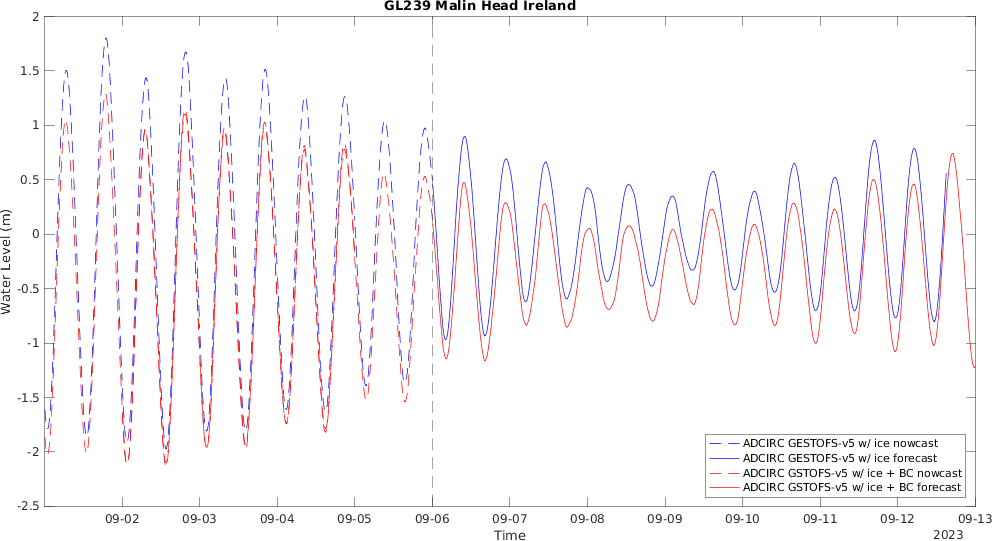 GL239 Malin Head Ireland
2
1.5
1
0.5
0
-0.5
-1
-1.5
-2
-2.5
Water Level (m)
ADCIRC GESTOFS-v5 w/ ice nowcast
ADCIRC GESTOFS-v5 w/ ice forecast
ADCIRC GSTOFS-v5 w/ ice + BC nowcast
ADCIRC GSTOFS-v5 w/ ice + BC forecast
09-02 09-03 09-04 09-05 09-06 09-07 09-08 09-09 09-10 09-11 09-12 09-13
Time
2023